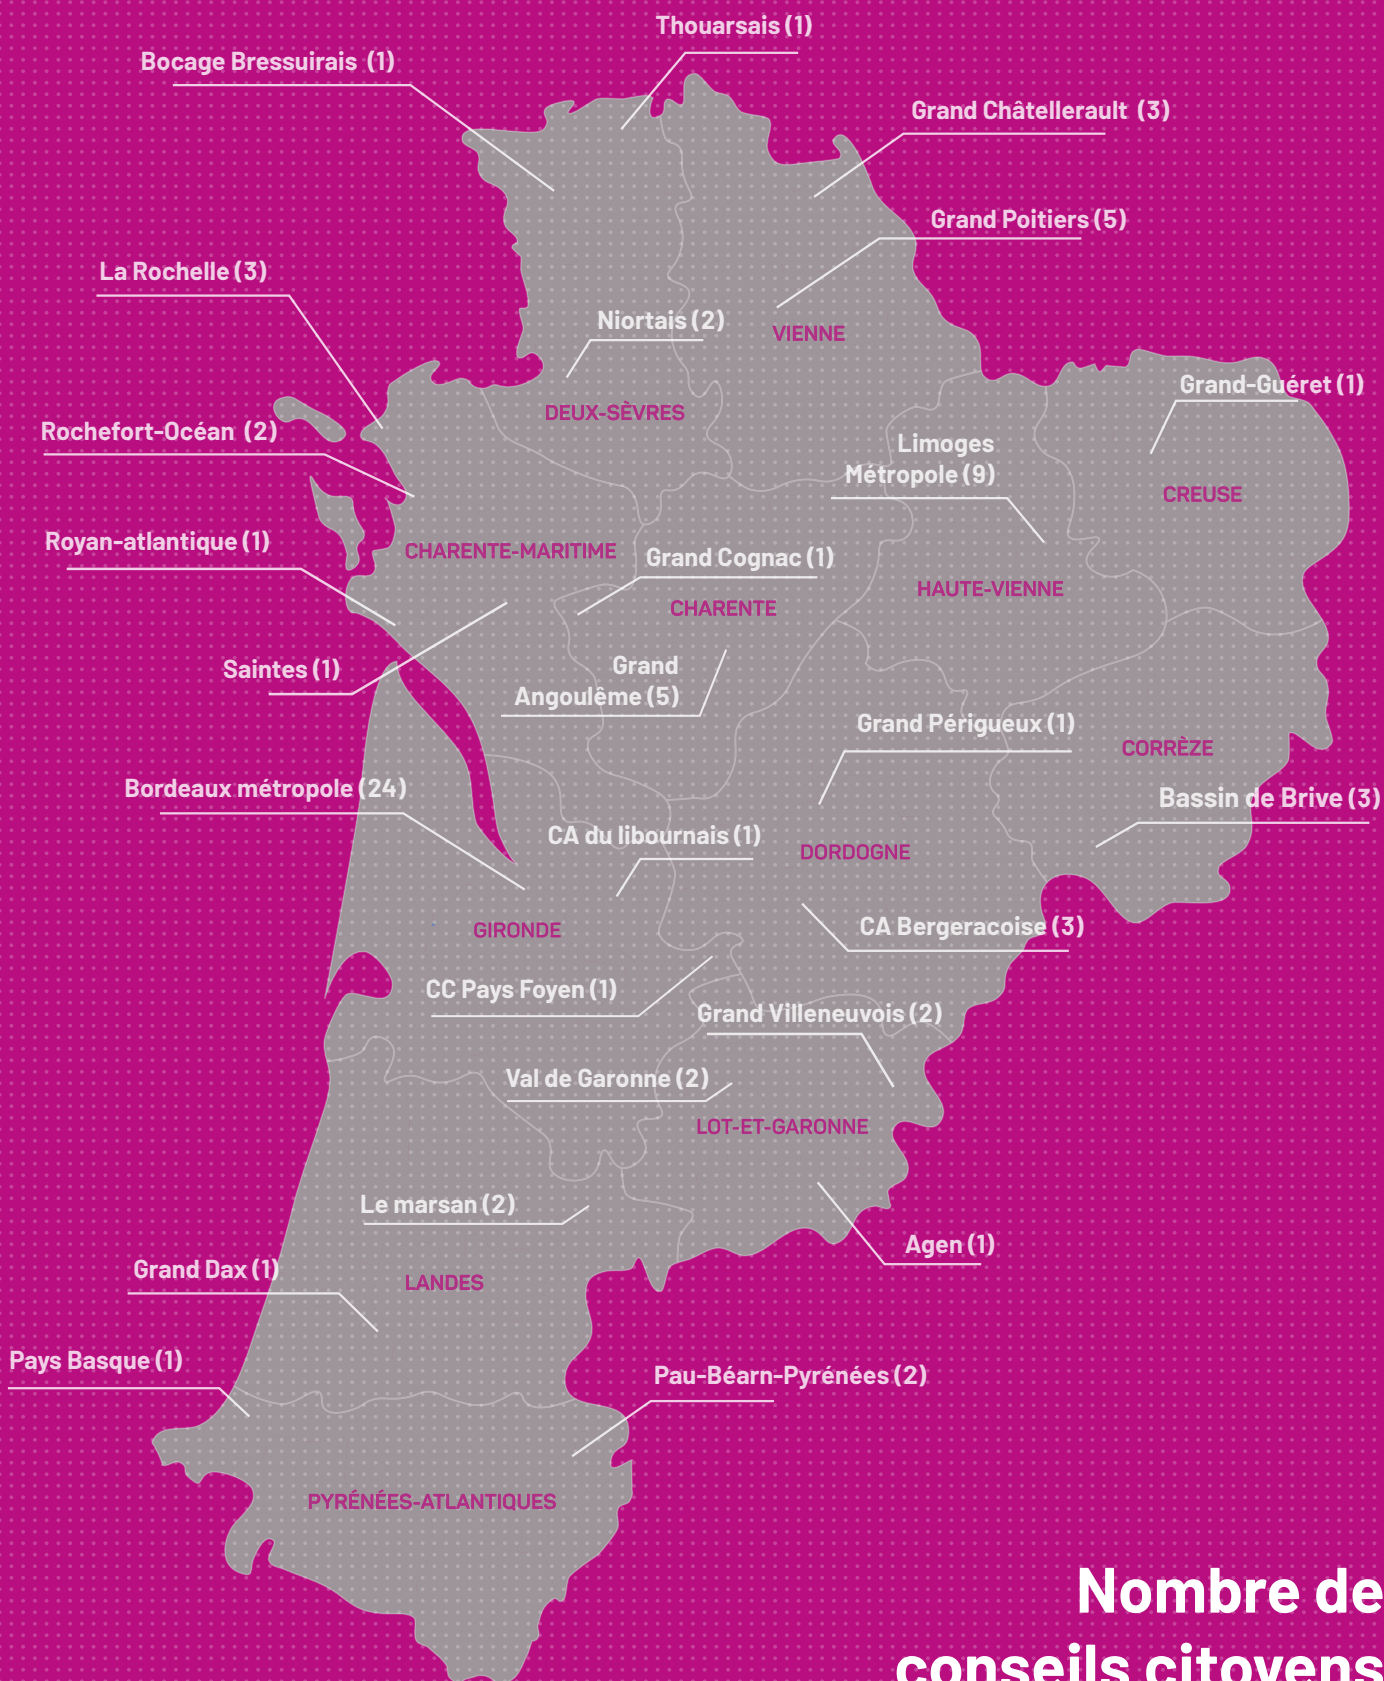 Thouarsais (1)
Bocage Bressuirais (1)
Grand Châtellerault (3)
Grand Poitiers (5)
La Rochelle (3)
Niortais (2)
VIENNE
Grand-Guéret (1)
DEUX-SÈVRES
Rochefort-Océan (2)
Limoges
Métropole (9)
CREUSE
Royan-atlantique (1)
CHARENTE-MARITIME
Grand Cognac (1)
HAUTE-VIENNE
CHARENTE
Saintes (1)
Grand
Angoulême (5)
Grand Périgueux (1)
CORRÈZE
Bordeaux métropole (24)
Bassin de Brive (3)
CA du libournais (1)
DORDOGNE
GIRONDE
CA Bergeracoise (3)
CC Pays Foyen (1)
Grand Villeneuvois (2)
Val de Garonne (2)
LOT-ET-GARONNE
Le marsan (2)
Agen (1)
Grand Dax (1)
LANDES
Pays Basque (1)
Pau-Béarn-Pyrénées (2)
PYRÉNÉES-ATLANTIQUES
Nombre de
conseils citoyens